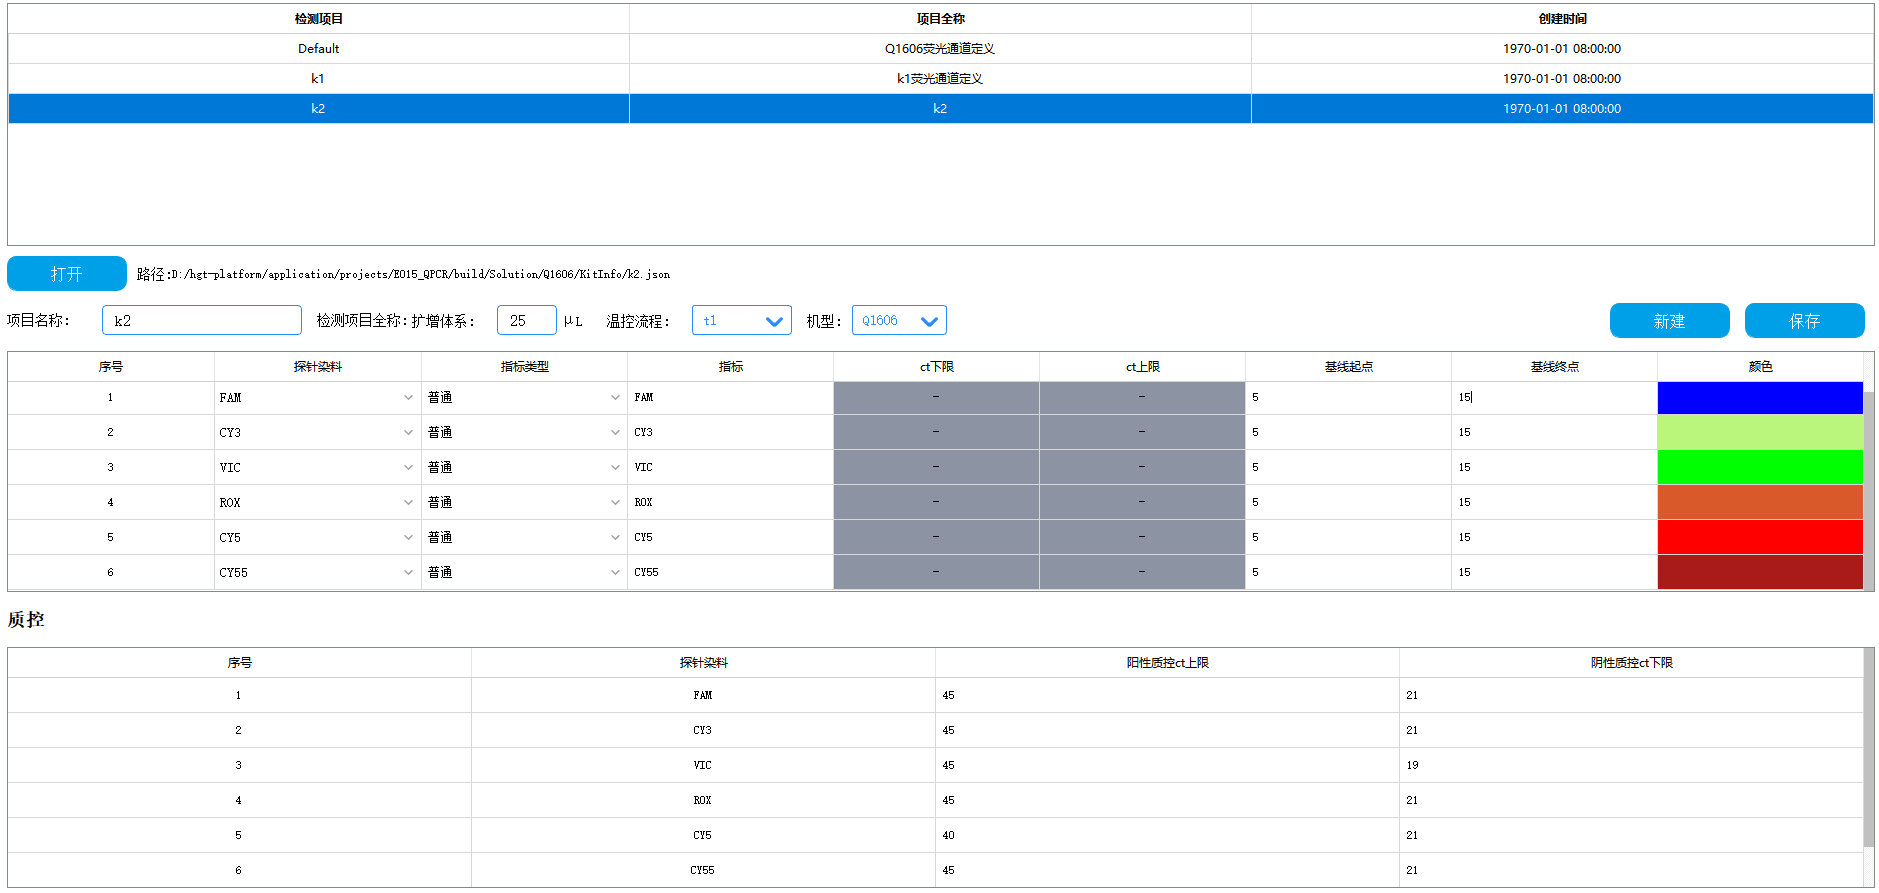 检测项目 项目全称 创建时间
Default Q1606荧光通道定义 1970-01-01 08:00:00
k1 k1荧光通道定义 1970-01-01 08:00:00
k2 k2 1970-01-01 08:00:00
打开 路径:D:/hgt-platform/application/projects/E015_QPCR/build/Solution/Q1606/KitInfo/k2.json
项目名称: k2 检测项目全称: 扩增体系: 25 μL 温控流程: t1 机型: Q1606 新建 保存
序号 探针染料 指标类型 指标 ct下限 ct上限 基线起点 基线终点 颜色
1 FAM 普通 FAM - - 5 15
2 CY3 普通 CY3 - - 5 15
3 VIC 普通 VIC - - 5 15
4 ROX 普通 ROX - - 5 15
5 CY5 普通 CY5 - - 5 15
6 CY55 普通 CY55 - - 5 15
质控
序号 探针染料 阳性质控ct上限 阴性质控ct下限
1 FAM 45 21
2 CY3 45 21
3 VIC 45 19
4 ROX 45 21
5 CY5 40 21
6 CY55 45 21